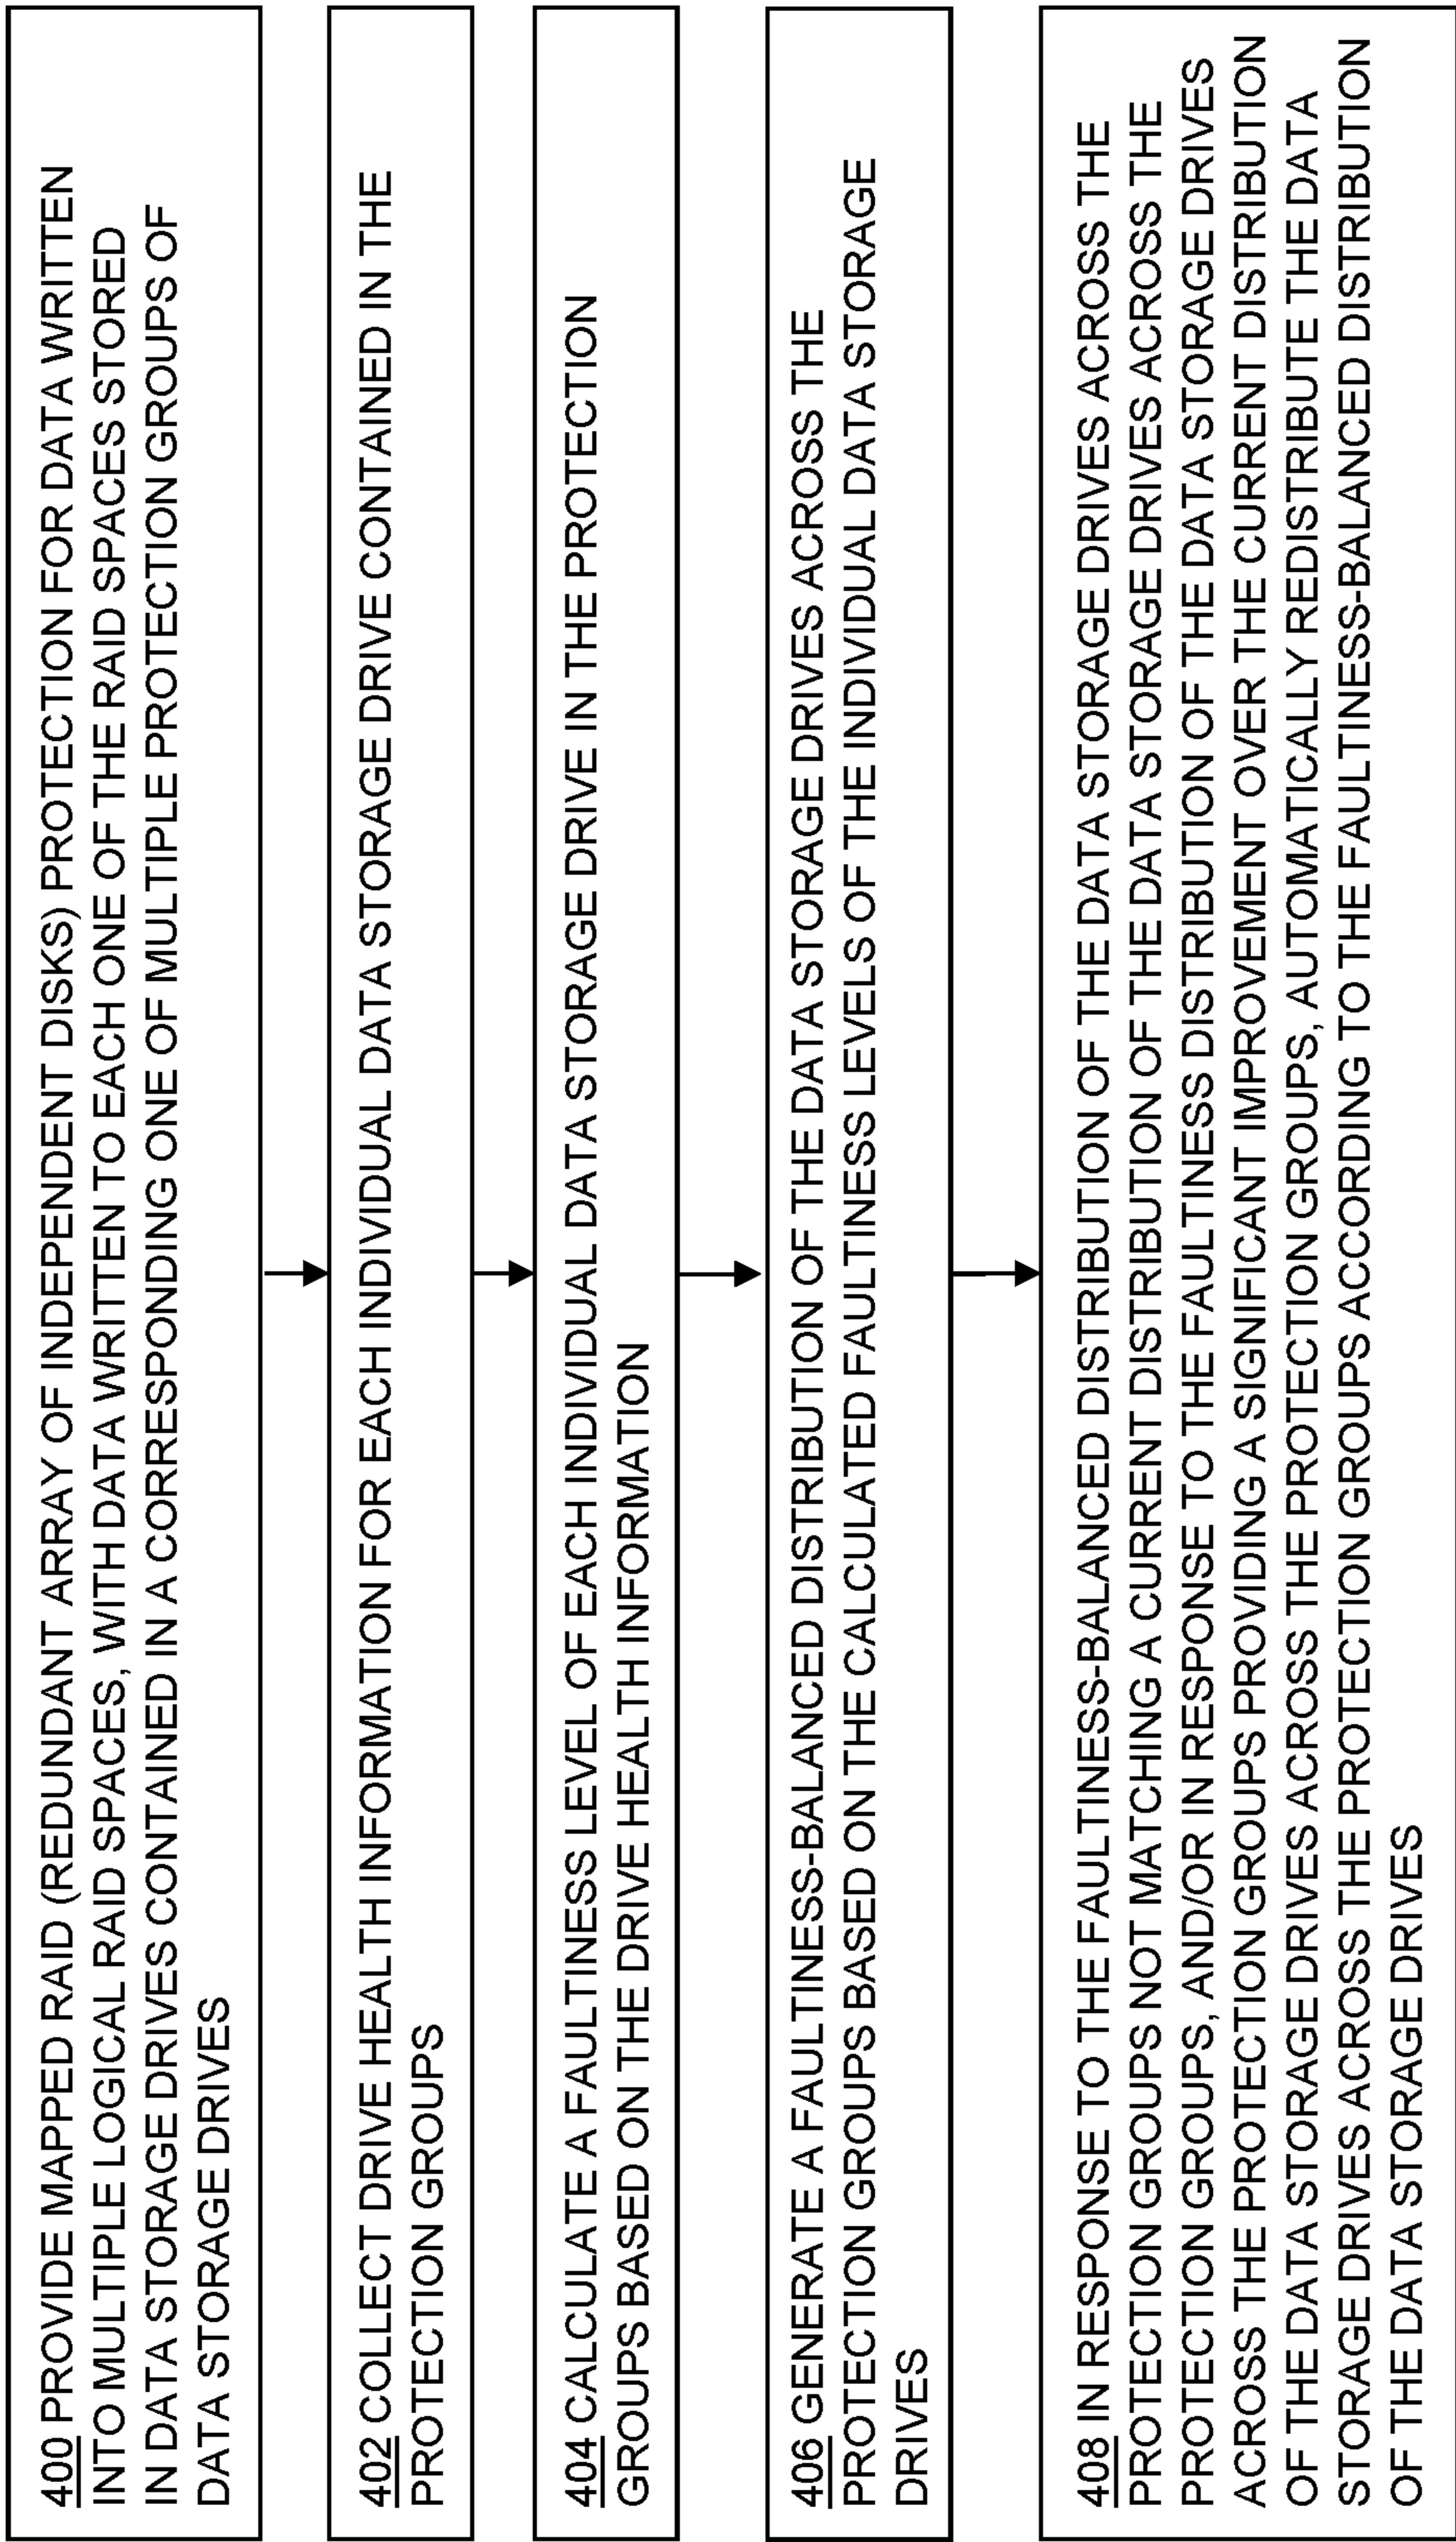 400 PROVIDE MAPPED RAID (REDUNDANT ARRAY OF INDEPENDENT DISKS) PROTECTION FOR DATA WRITTEN
INTO MULTIPLE LOGICAL RAID SPACES, WITH DATA WRITTEN TO EACH ONE OF THE RAID SPACES STORED
IN DATA STORAGE DRIVES CONTAINED IN A CORRESPONDING ONE OF MULTIPLE PROTECTION GROUPS OF
DATA STORAGE DRIVES
402 COLLECT DRIVE HEALTH INFORMATION FOR EACH INDIVIDUAL DATA STORAGE DRIVE CONTAINED IN THE
PROTECTION GROUPS
404 CALCULATE A FAULTINESS LEVEL OF EACH INDIVIDUAL DATA STORAGE DRIVE IN THE PROTECTION
GROUPS BASED ON THE DRIVE HEALTH INFORMATION
406 GENERATE A FAULTINESS-BALANCED DISTRIBUTION OF THE DATA STORAGE DRIVES ACROSS THE
PROTECTION GROUPS BASED ON THE CALCULATED FAULTINESS LEVELS OF THE INDIVIDUAL DATA STORAGE
DRIVES
408 IN RESPONSE TO THE FAULTINESS-BALANCED DISTRIBUTION OF THE DATA STORAGE DRIVES ACROSS THE
PROTECTION GROUPS NOT MATCHING A CURRENT DISTRIBUTION OF THE DATA STORAGE DRIVES ACROSS THE
PROTECTION GROUPS, AND/OR IN RESPONSE TO THE FAULTINESS DISTRIBUTION OF THE DATA STORAGE DRIVES
ACROSS THE PROTECTION GROUPS PROVIDING A SIGNIFICANT IMPROVEMENT OVER THE CURRENT DISTRIBUTION
OF THE DATA STORAGE DRIVES ACROSS THE PROTECTION GROUPS, AUTOMATICALLY REDISTRIBUTE THE DATA
STORAGE DRIVES ACROSS THE PROTECTION GROUPS ACCORDING TO THE FAULTINESS-BALANCED DISTRIBUTION
OF THE DATA STORAGE DRIVES